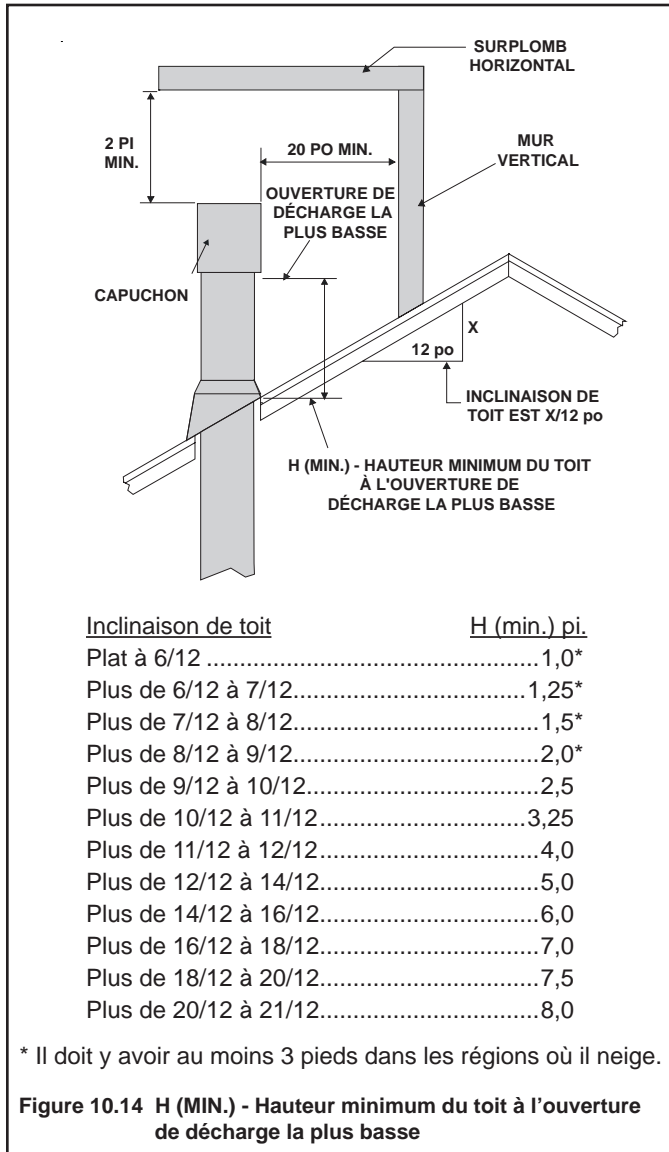 SURPLOMB
HORIZONTAL
2 PI
MIN.
20 PO MIN.
MUR
VERTICAL
OUVERTURE DE
DÉCHARGE LA
PLUS BASSE
CAPUCHON
X
12 po
INCLINAISON DE
TOIT EST X/12 po
H (MIN.) - HAUTEUR MINIMUM DU TOIT
À L'OUVERTURE DE
DÉCHARGE LA PLUS BASSE
Inclinaison de toit H (min.) pi.
Plat à 6/12 ................................................1,0*
Plus de 6/12 à 7/12..................................1,25*
Plus de 7/12 à 8/12....................................1,5*
Plus de 8/12 à 9/12....................................2,0*
Plus de 9/12 à 10/12..................................2,5
Plus de 10/12 à 11/12...............................3,25
Plus de 11/12 à 12/12.................................4,0
Plus de 12/12 à 14/12................................5,0
Plus de 14/12 à 16/12................................6,0
Plus de 16/12 à 18/12................................7,0
Plus de 18/12 à 20/12................................7,5
Plus de 20/12 à 21/12................................8,0
* Il doit y avoir au moins 3 pieds dans les régions où il neige.
Figure 10.14 H (MIN.) - Hauteur minimum du toit à l’ouverture
de décharge la plus basse